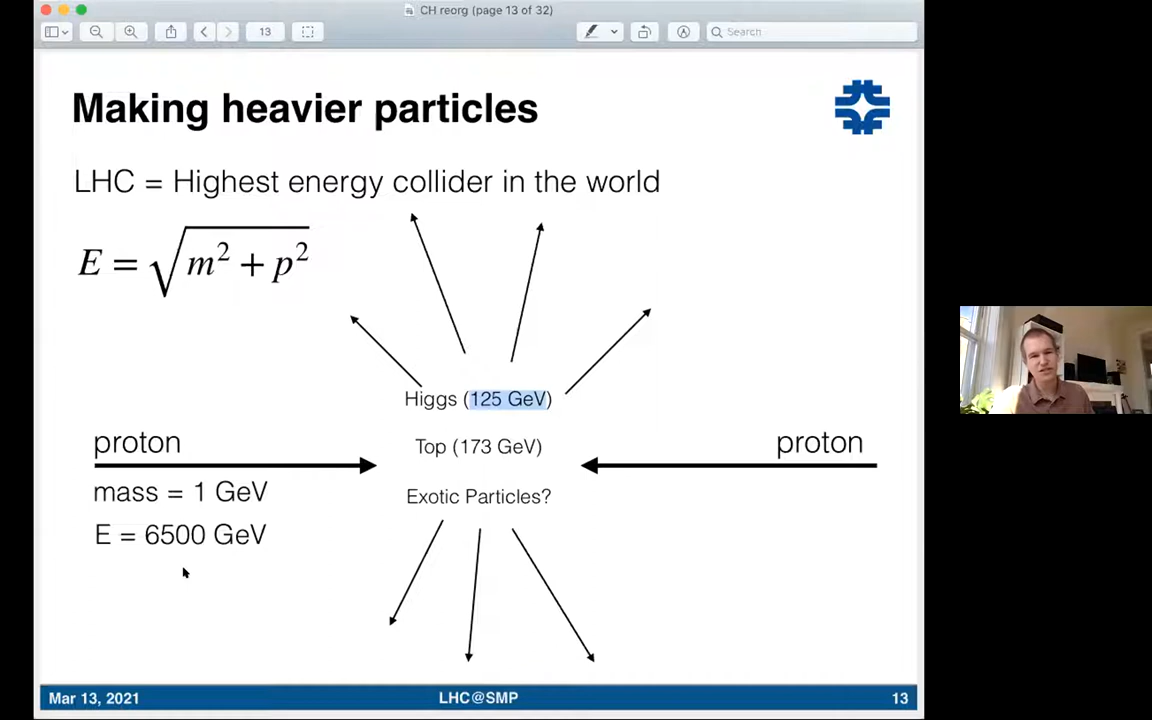 CH reorg (page 13 of 32)
13
Search
Making heavier particles
LHC = Highest energy collider in the world
E = √m² + p²
Higgs (125 GeV)
proton
Top (173 GeV)
proton
mass = 1 GeV
Exotic Particles?
E = 6500 GeV
Mar 13, 2021
LHC@SMP
13